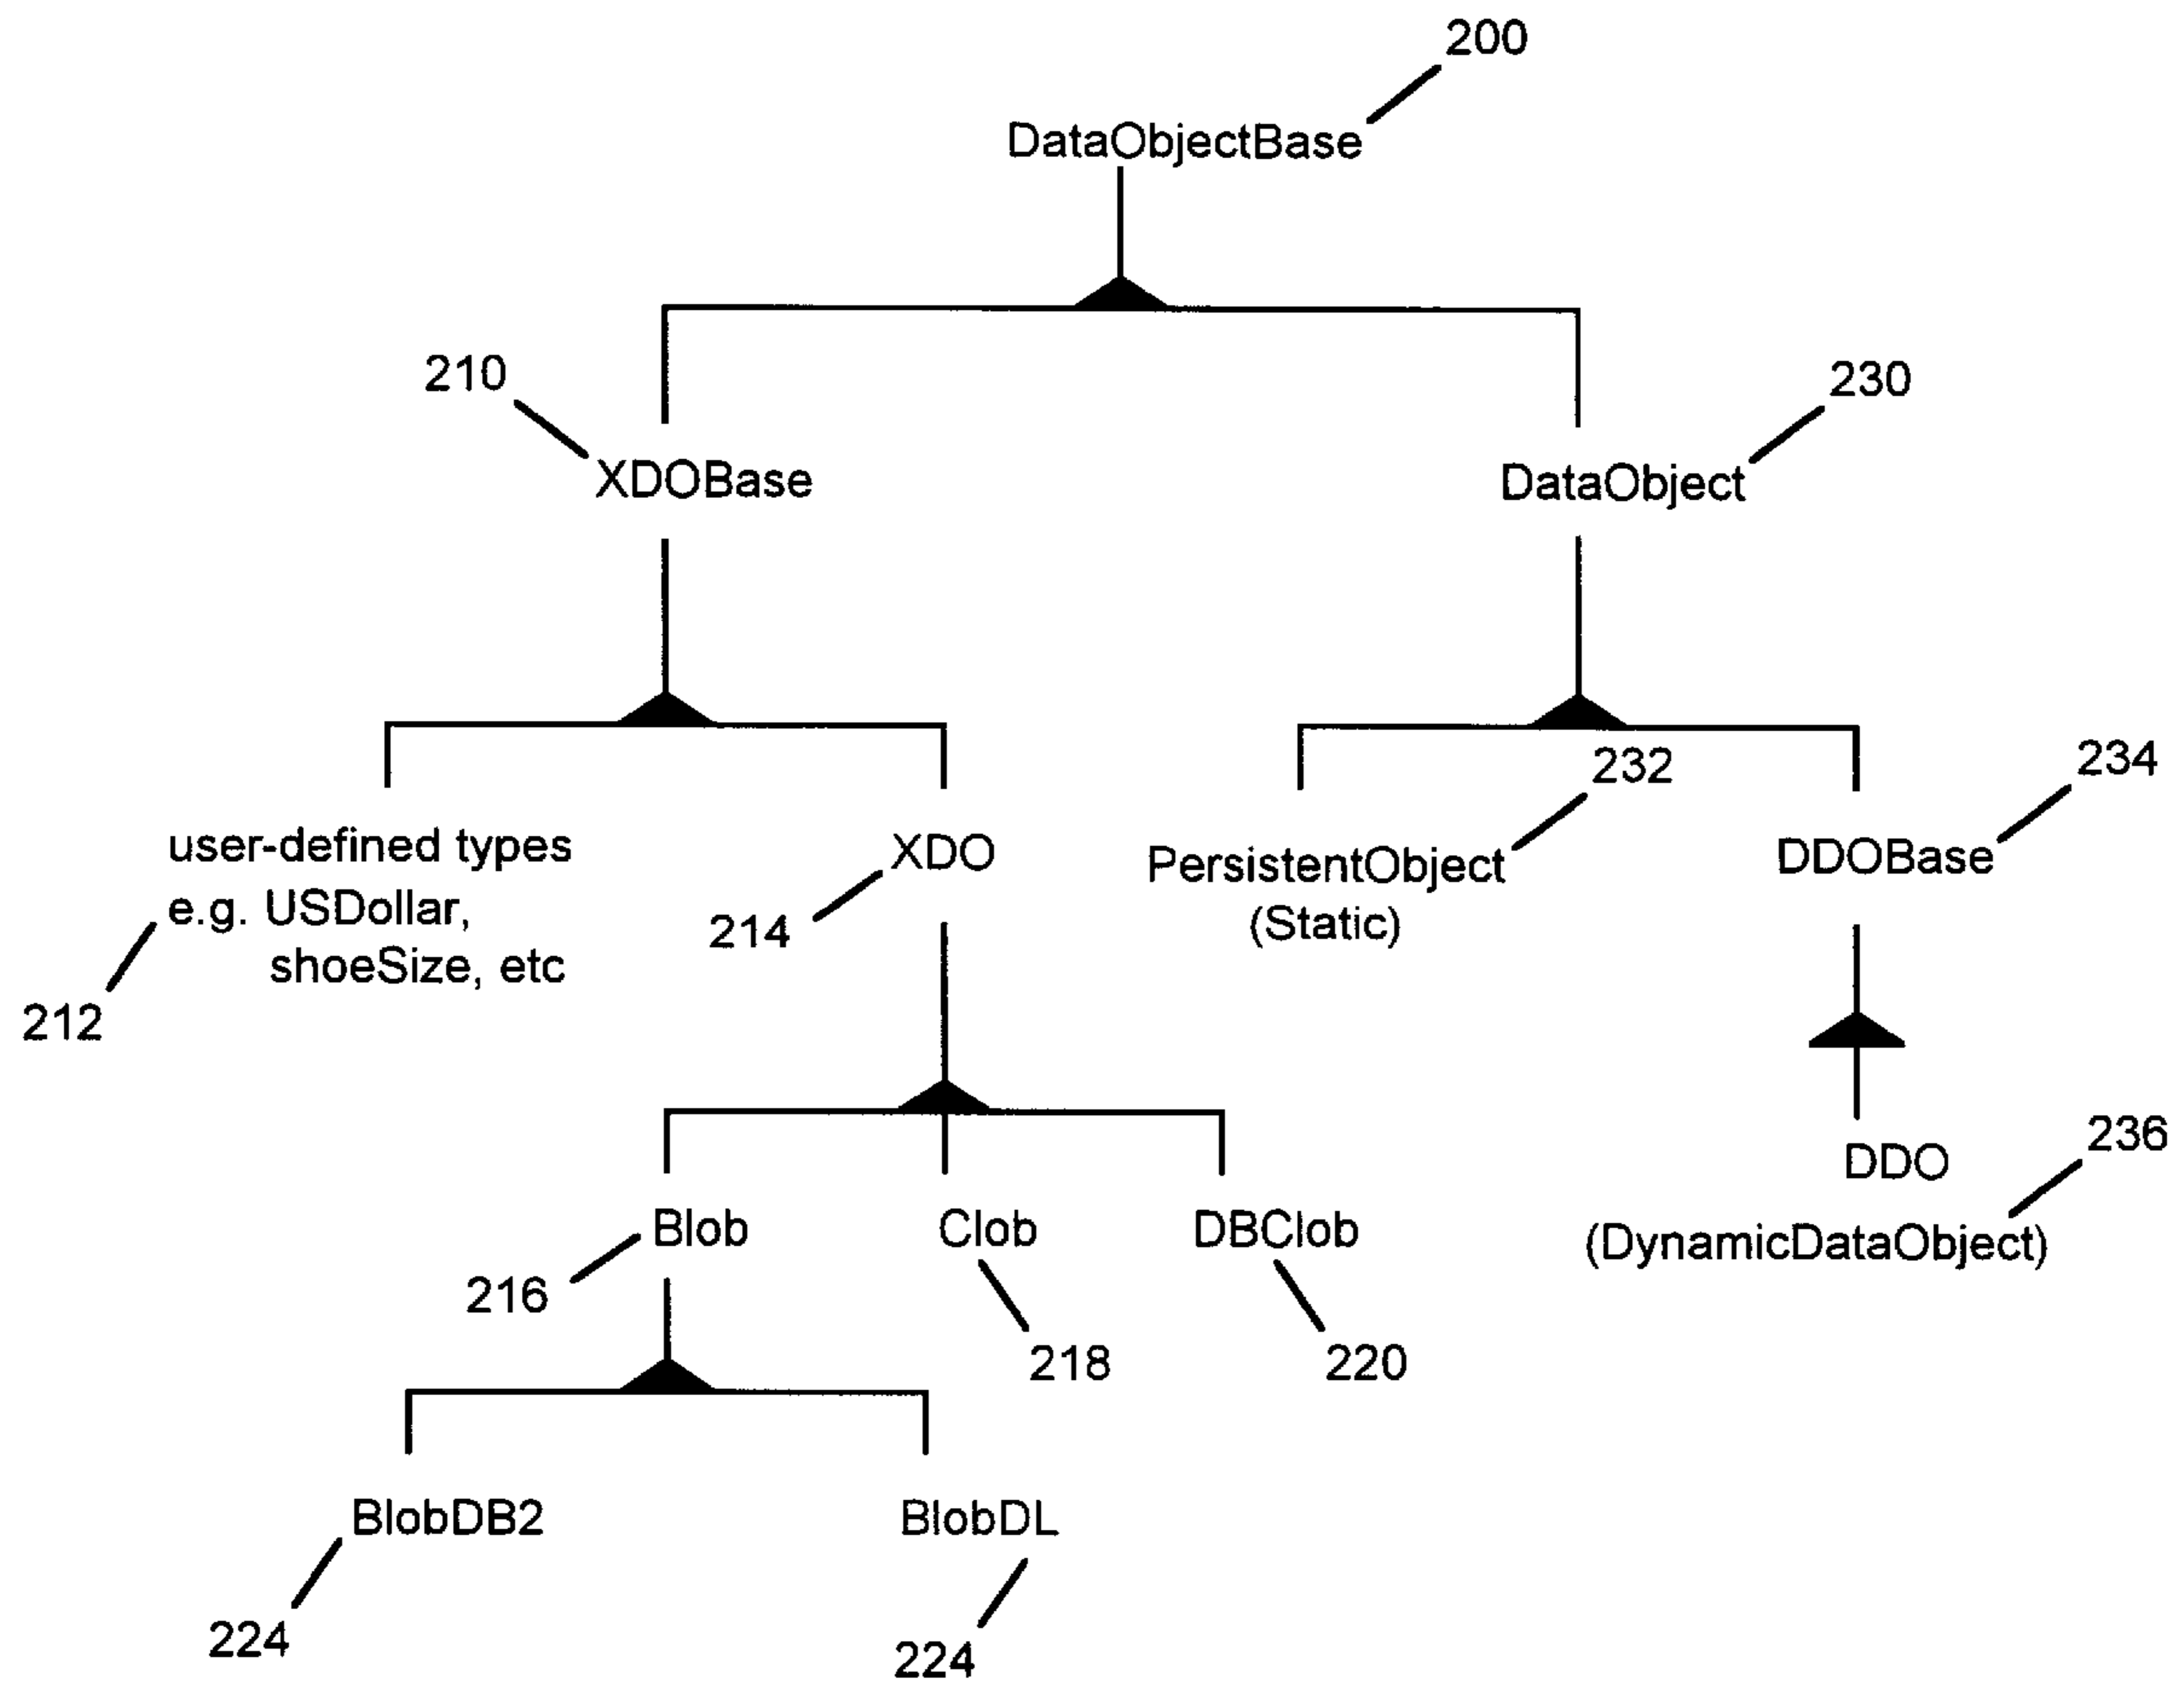 200
DataObjectBase
210
230
XDOBase
DataObject
232
234
user-defined types
e.g. USDollar,
shoeSize, etc
212
XDO
214
PersistentObject
(Static)
DDOBase
236
DDO
(DynamicDataObject)
Blob
Clob
DBClob
216
218
220
BlobDB2
BlobDL
224
224